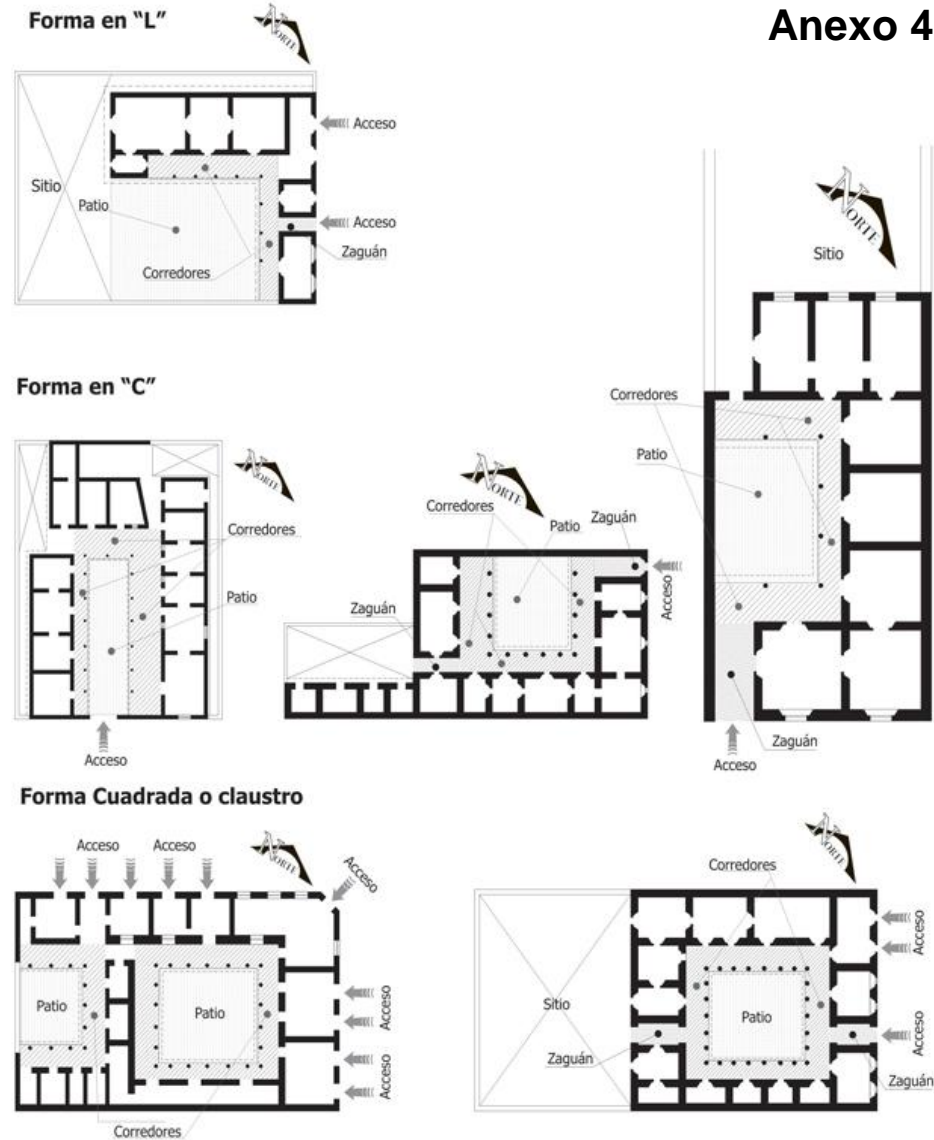 Forma en “L”
Anexo 4
NORTE
Acceso
Sitio
Patio
Acceso
Zaguán
Corredores
NORTE
Sitio
Forma en “C”
Corredores
Patio
NORTE
Corredores
Patio
Acceso
NORTE
Corredores
Patio
Zaguán
Acceso
Zaguán
Zaguán
Acceso
Forma Cuadrada o claustro
Acceso
Acceso
NORTE
Acceso
Patio
Patio
Acceso
Acceso
Corredores
NORTE
Corredores
Acceso
Sitio
Patio
Acceso
Zaguán
Zaguán